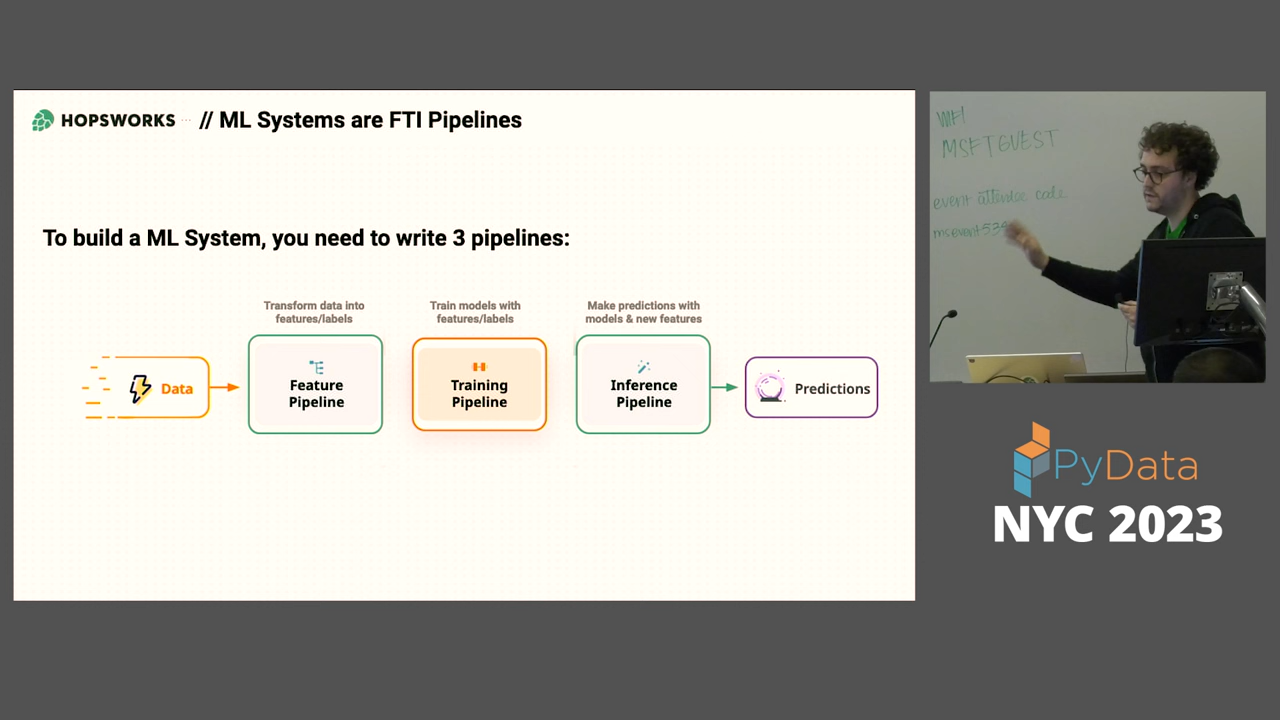 HOPSWORKS // ML Systems are FTI Pipelines
To build a ML System, you need to write 3 pipelines:
Transform data into
features/labels
Train models with
features/labels
Make predictions with
models & new features
Data
Feature
Pipeline
Training
Pipeline
Inference
Pipeline
Predictions
MSFTGUEST
event attendee code
PyData
NYC 2023